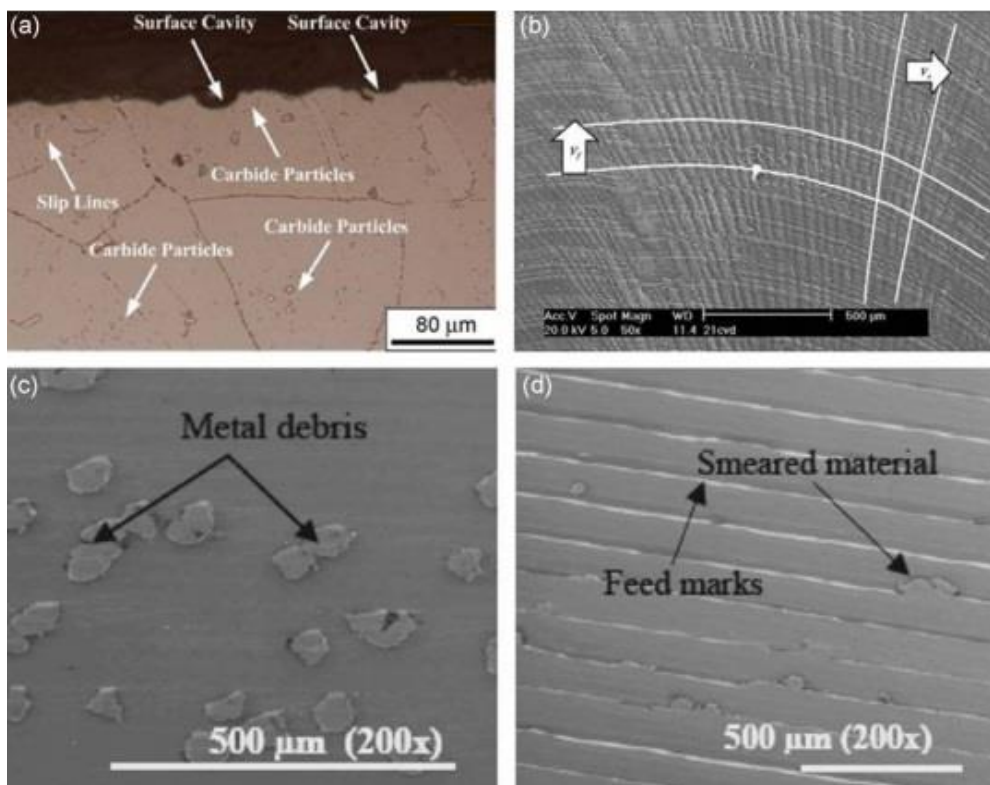 (a)
Surface Cavity
Surface Cavity
Carbide Particles
Slip Lines
Carbide Particles
Carbide Particles
80 µm
(b)
Acc.V Spot Magn WD
20.0 kV 5.0 50x 11.4 21cvd
500 µm
(c)
Metal debris
500 µm (200x)
(d)
Smeared material
Feed marks
500 µm (200x)